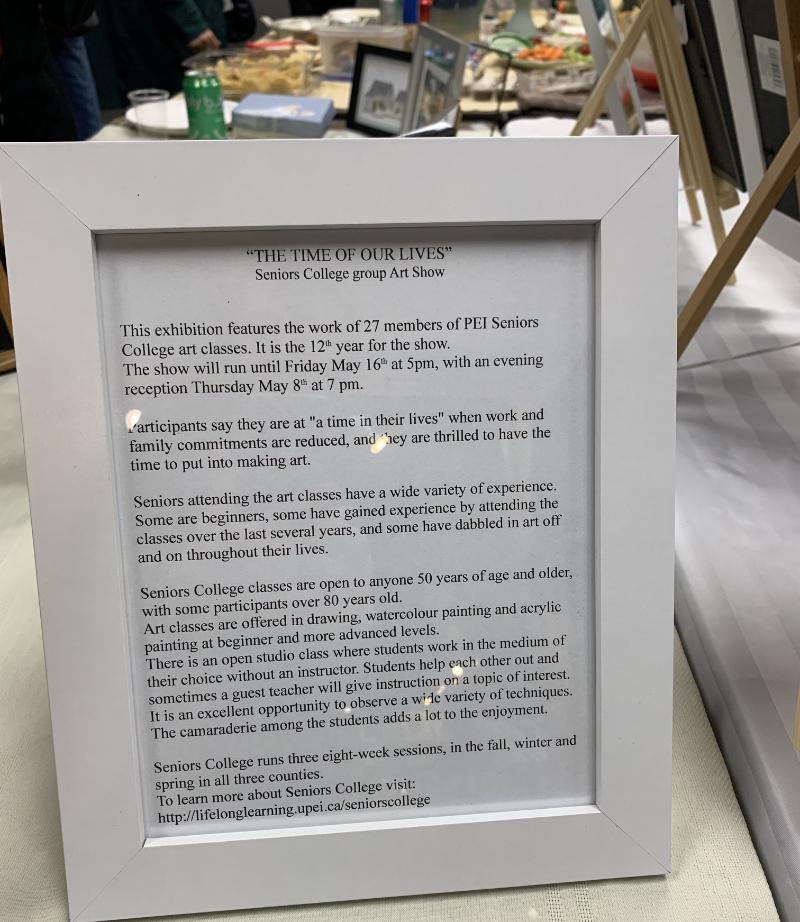 "THE TIME OF OUR LIVES"
Seniors College group Art Show
This exhibition features the work of 27 members of PEI Seniors
College art classes. It is the 12th year for the show.
The show will run until Friday May 16th at 5pm, with an evening
reception Thursday May 8th at 7 pm.
Participants say they are at "a time in their lives" when work and
family commitments are reduced, and they are thrilled to have the
time to put into making art.
Seniors attending the art classes have a wide variety of experience.
Some are beginners, some have gained experience by attending the
classes over the last several years, and some have dabbled in art off
and on throughout their lives.
Seniors College classes are open to anyone 50 years of age and older,
with some participants over 80 years old.
Art classes are offered in drawing, watercolour painting and acrylic
painting at beginner and more advanced levels.
There is an open studio class where students work in the medium of
their choice without an instructor. Students help each other out and
sometimes a guest teacher will give instruction on a topic of interest.
It is an excellent opportunity to observe a wide variety of techniques.
The camaraderie among the students adds a lot to the enjoyment.
Seniors College runs three eight-week sessions, in the fall, winter and
spring in all three counties.
To learn more about Seniors College visit:
http://lifelonglearning.upei.ca/seniorscollege